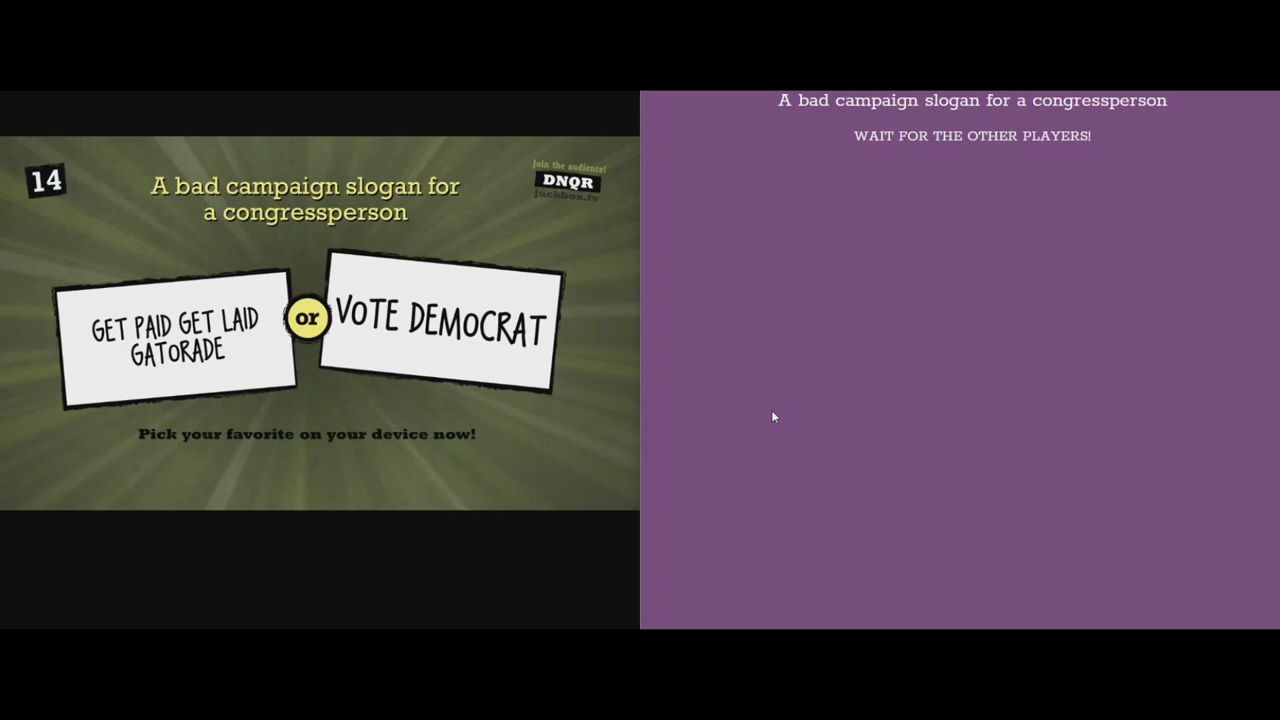 14
A bad campaign slogan for
a congressperson
Join the audience!
DNQR
jackbox.tv
GET PAID GET LAID
GATORADE
or
VOTE DEMOCRAT
Pick your favorite on your device now!
A bad campaign slogan for a congressperson
WAIT FOR THE OTHER PLAYERS!